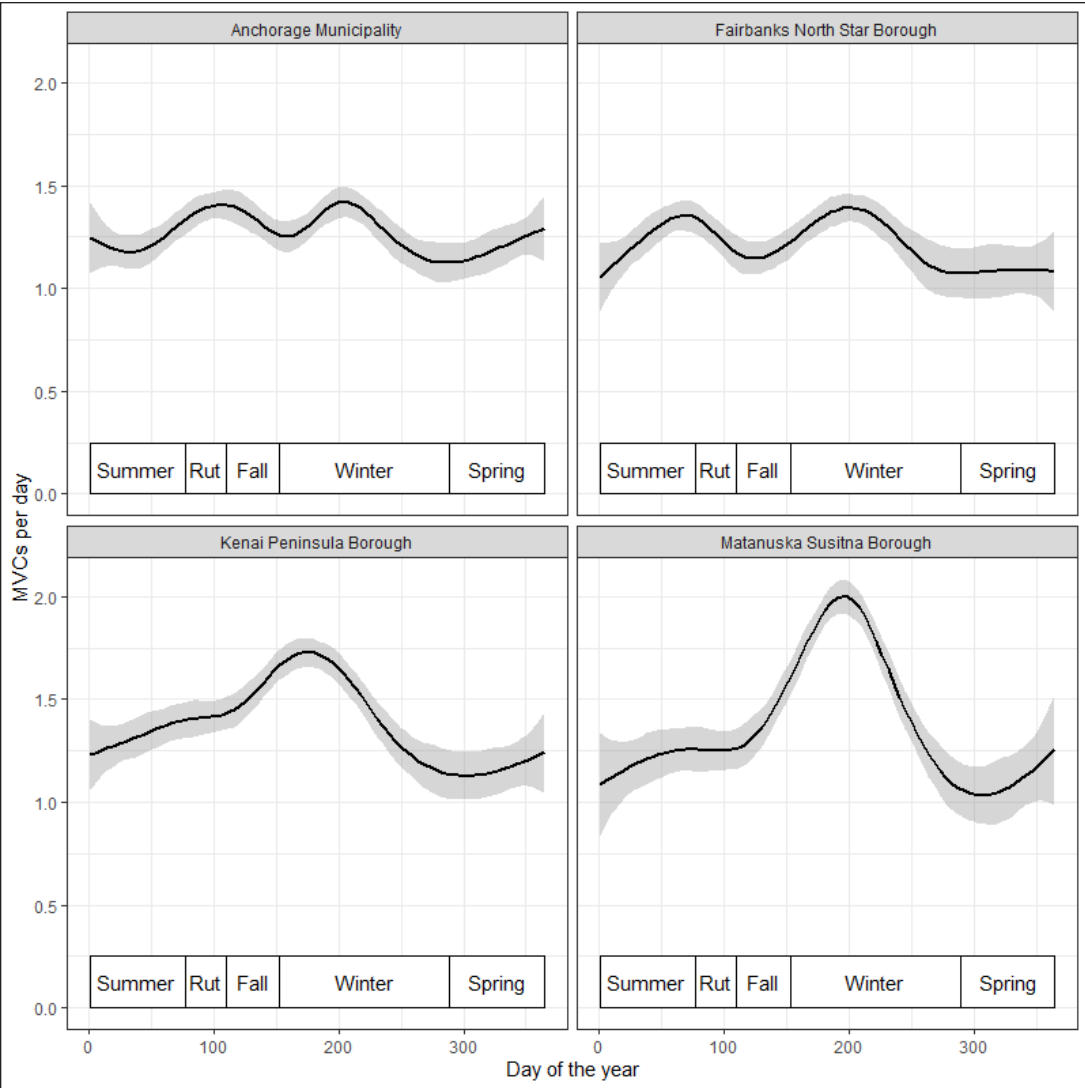 Anchorage Municipality
Fairbanks North Star Borough
2.0
1.5
1.0
0.5
0.0
Summer Rut Fall Winter Spring
Summer Rut Fall Winter Spring
MVCs per day
Kenai Peninsula Borough
Matanuska Susitna Borough
2.0
1.5
1.0
0.5
0.0
Summer Rut Fall Winter Spring
Summer Rut Fall Winter Spring
0 100 200 300
0 100 200 300
Day of the year